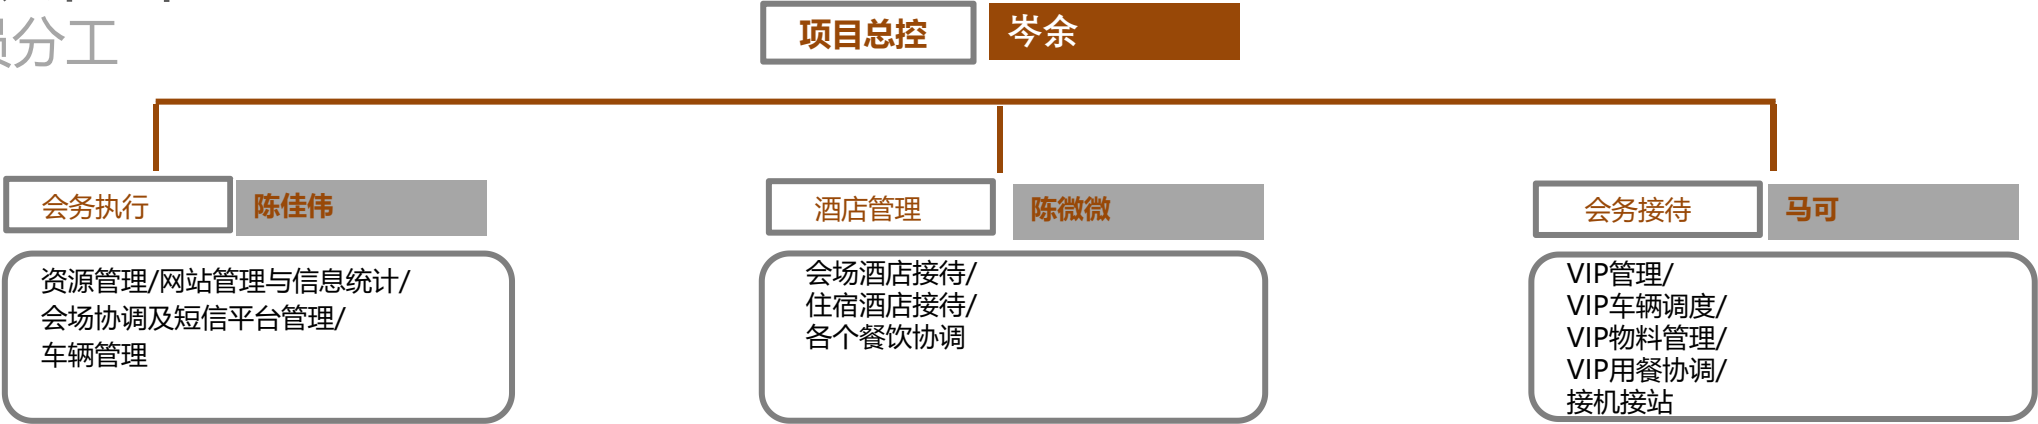 员分工
项目总控
岑余
会务执行
陈佳伟
酒店管理
陈微微
会务接待
马可
资源管理/网站管理与信息统计/
会场协调及短信平台管理/
车辆管理
会场酒店接待/
住宿酒店接待/
各个餐饮协调
VIP管理/
VIP车辆调度/
VIP物料管理/
VIP用餐协调/
接机接站